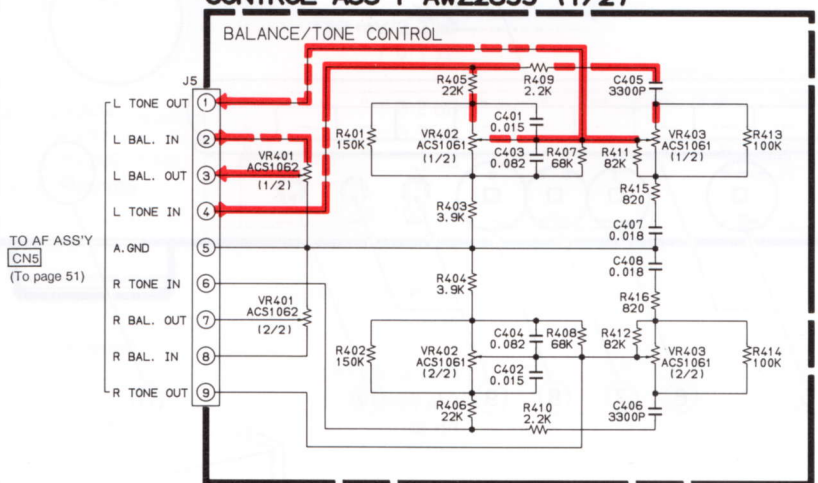 BALANCE/TONE CONTROL
J5
L TONE OUT 1
L BAL. IN 2
L BAL. OUT 3
L TONE IN 4
A.GND 5
R TONE IN 6
R BAL. OUT 7
R BAL. IN 8
R TONE OUT 9
TO AF ASS'Y
CN5
(To page 51)
VR401
ACS1062
(1/2)
VR401
ACS1062
(2/2)
R405
22K
R409
2.2K
C405
3300P
R401
150K
VR402
ACS1061
(1/2)
C401
0.015
C403
0.082
R407
68K
R411
82K
VR403
ACS1061
(1/2)
R413
100K
R403
3.9K
R415
820
C407
0.018
R404
3.9K
C408
0.018
R416
820
R402
150K
VR402
ACS1061
(2/2)
C404
0.082
C402
0.015
R408
68K
R412
82K
VR403
ACS1061
(2/2)
R414
100K
R406
22K
R410
2.2K
C406
3300P